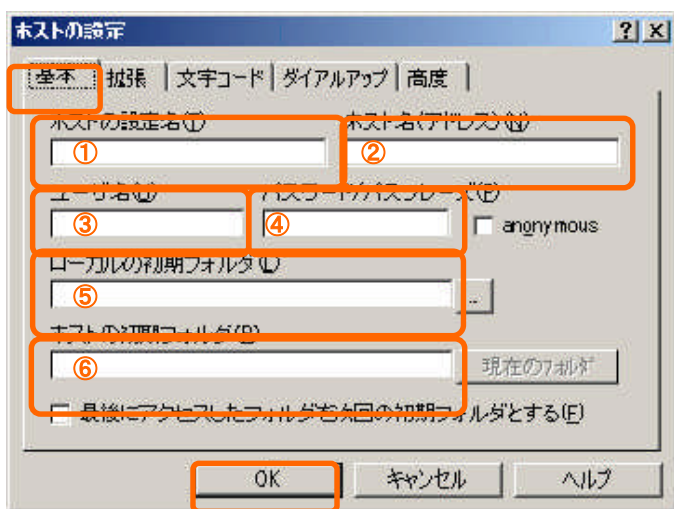 ホストの設定
基本 拡張 文字コード ダイアルアップ 高度
ホストの設定名(T) ホスト名(アドレス)(N)
① ②
ユーザ名(U) パスワード/パスフレーズ(P)
③ ④ anonymous
ローカルの初期フォルダ(L)
⑤ ...
ホストの初期フォルダ(R)
⑥ 現在のフォルダ
最後にアクセスしたフォルダを次回の初期フォルダとする(F)
OK キャンセル ヘルプ